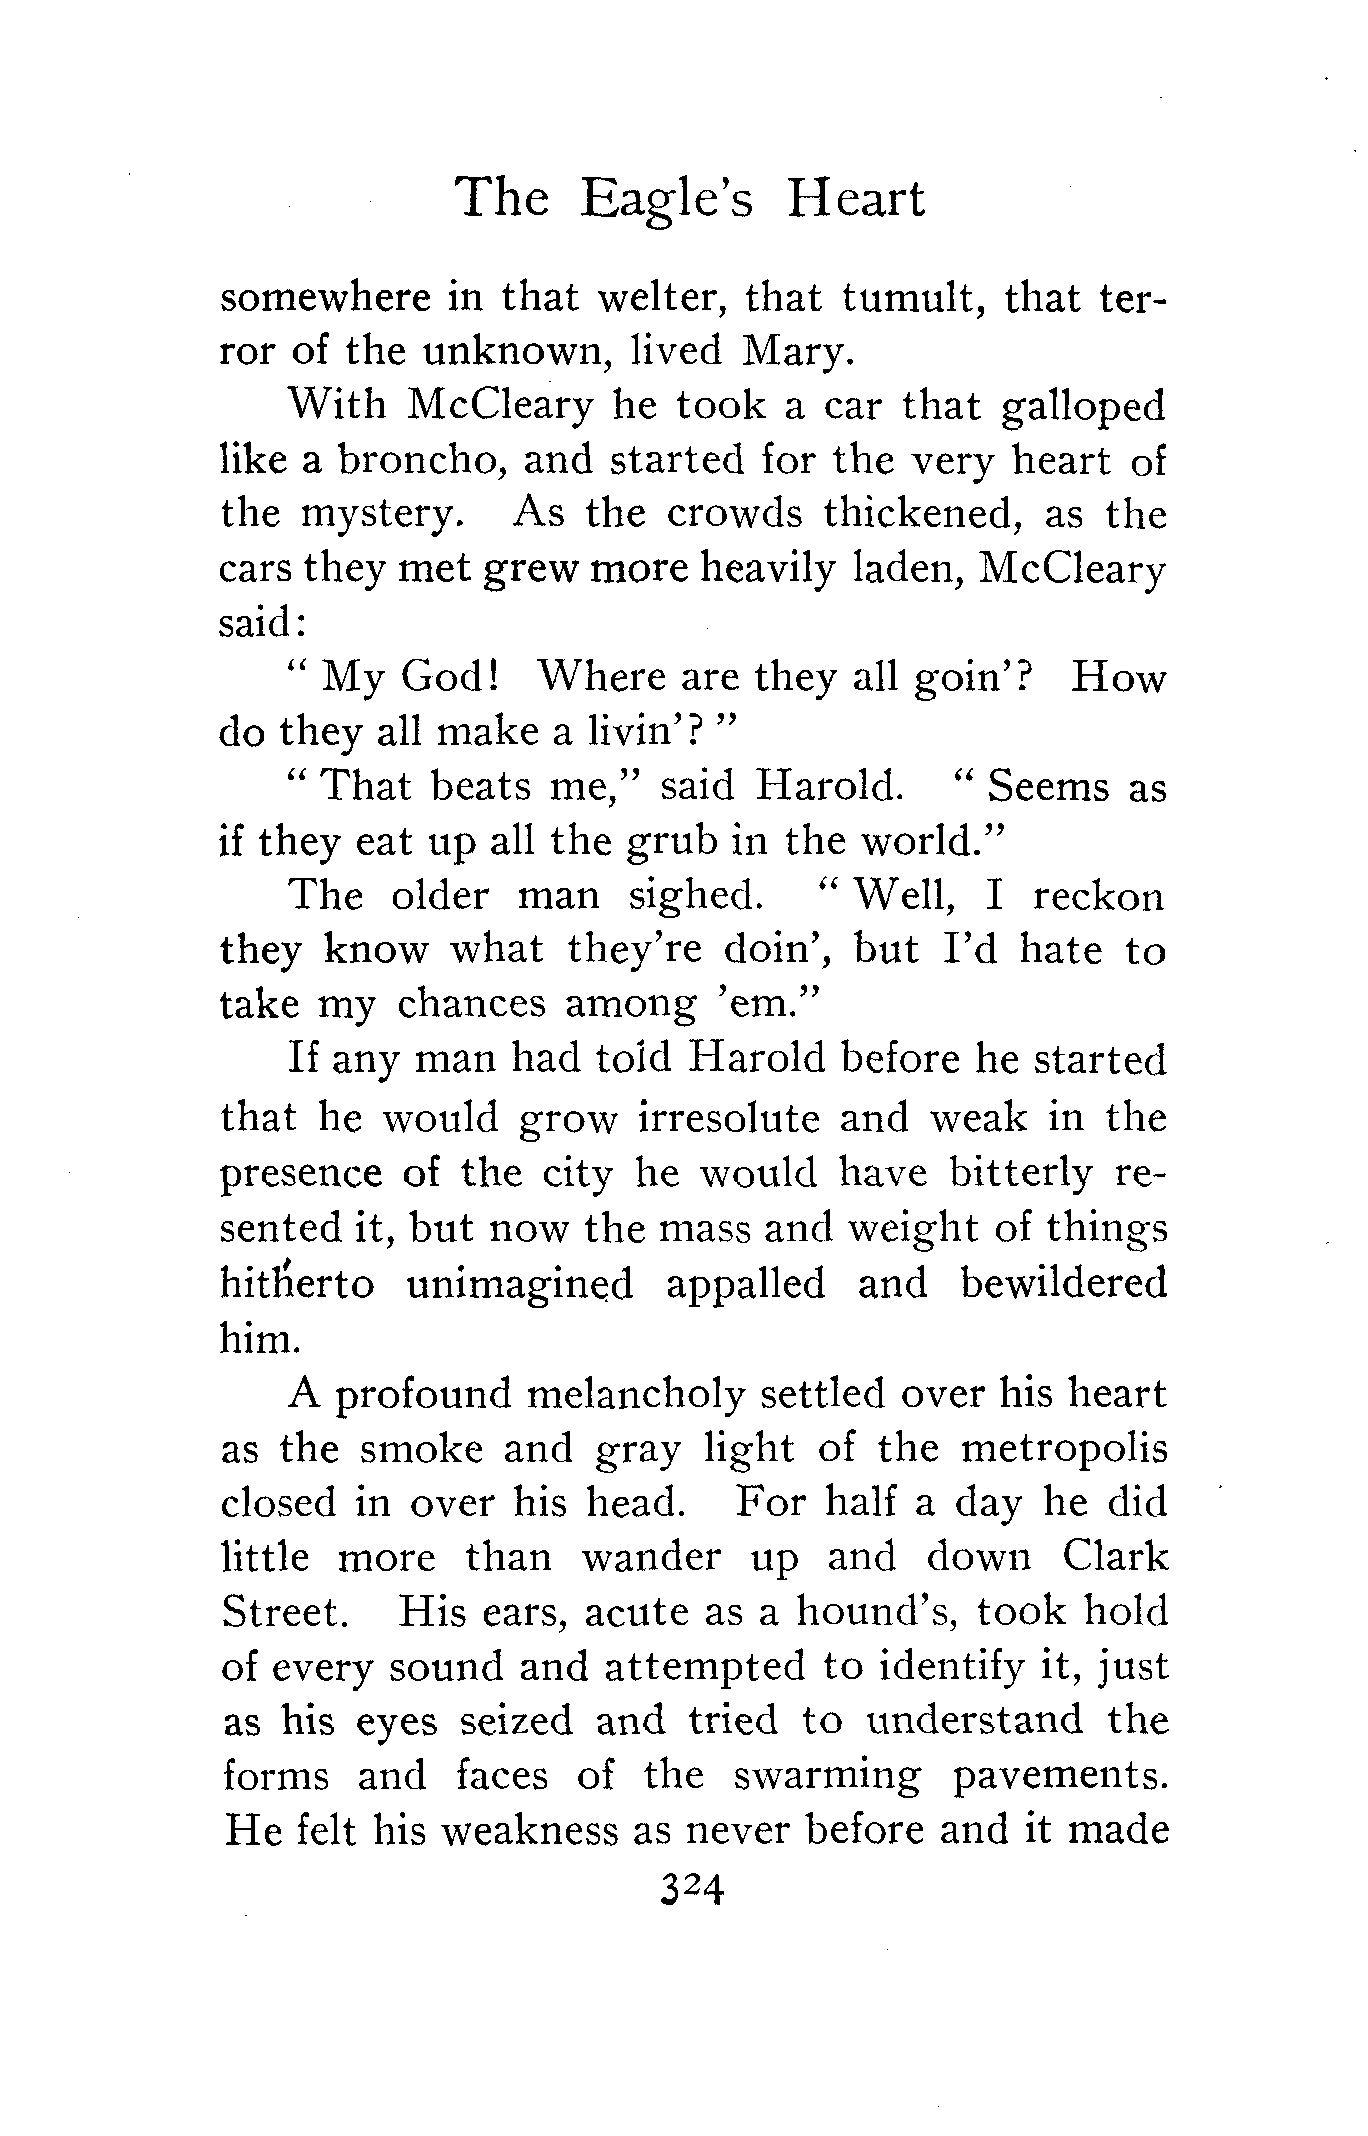 The Eagle's Heart
somewhere in that welter, that tumult, that ter-
ror of the unknown, lived Mary.
With McCleary he took a car that galloped
like a broncho, and started for the very heart of
the mystery. As the crowds thickened, as the
cars they met grew more heavily laden, McCleary
said:
" My God! Where are they all goin'? How
do they all make a livin'? "
" That beats me," said Harold. " Seems as
if they eat up all the grub in the world."
The older man sighed. " Well, I reckon
they know what they're doin', but I'd hate to
take my chances among 'em."
If any man had told Harold before he started
that he would grow irresolute and weak in the
presence of the city he would have bitterly re-
sented it, but now the mass and weight of things
hitherto unimagined appalled and bewildered
him.
A profound melancholy settled over his heart
as the smoke and gray light of the metropolis
closed in over his head. For half a day he did
little more than wander up and down Clark
Street. His ears, acute as a hound's, took hold
of every sound and attempted to identify it, just
as his eyes seized and tried to understand the
forms and faces of the swarming pavements.
He felt his weakness as never before and it made
324